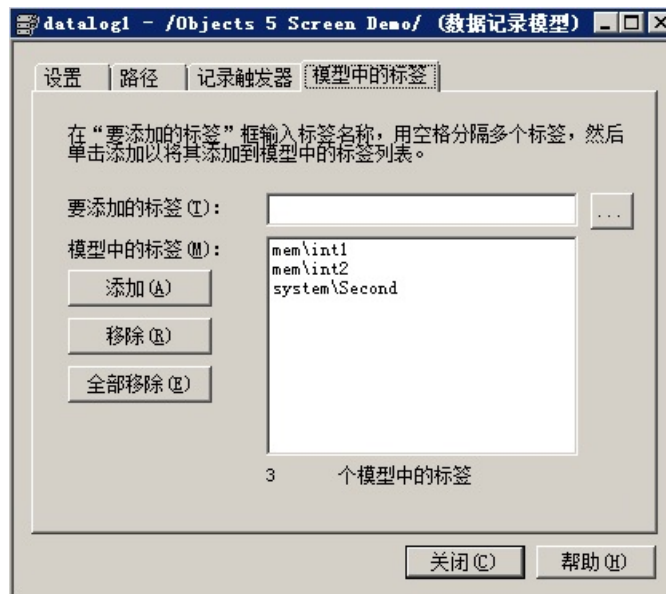 datalog1 - /Objects 5 Screen Demo/ (数据记录模型)
设置 路径 记录触发器 模型中的标签
在“要添加的标签”框输入标签名称，用空格分隔多个标签，然后
单击添加以将其添加到模型中的标签列表。
要添加的标签(T)： ...
模型中的标签(M)：
mem\int1
mem\int2
system\Second
添加(A)
移除(R)
全部移除(E)
3 个模型中的标签
关闭(C) 帮助(H)